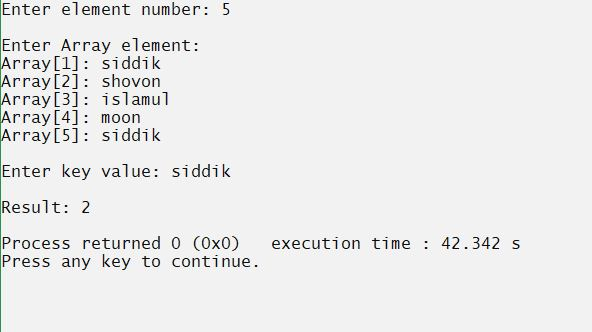 Enter element number: 5
Enter Array element:
Array[1]: siddik
Array[2]: shovon
Array[3]: islamul
Array[4]: moon
Array[5]: siddik
Enter key value: siddik
Result: 2
Process returned 0 (0x0)   execution time : 42.342 s
Press any key to continue.